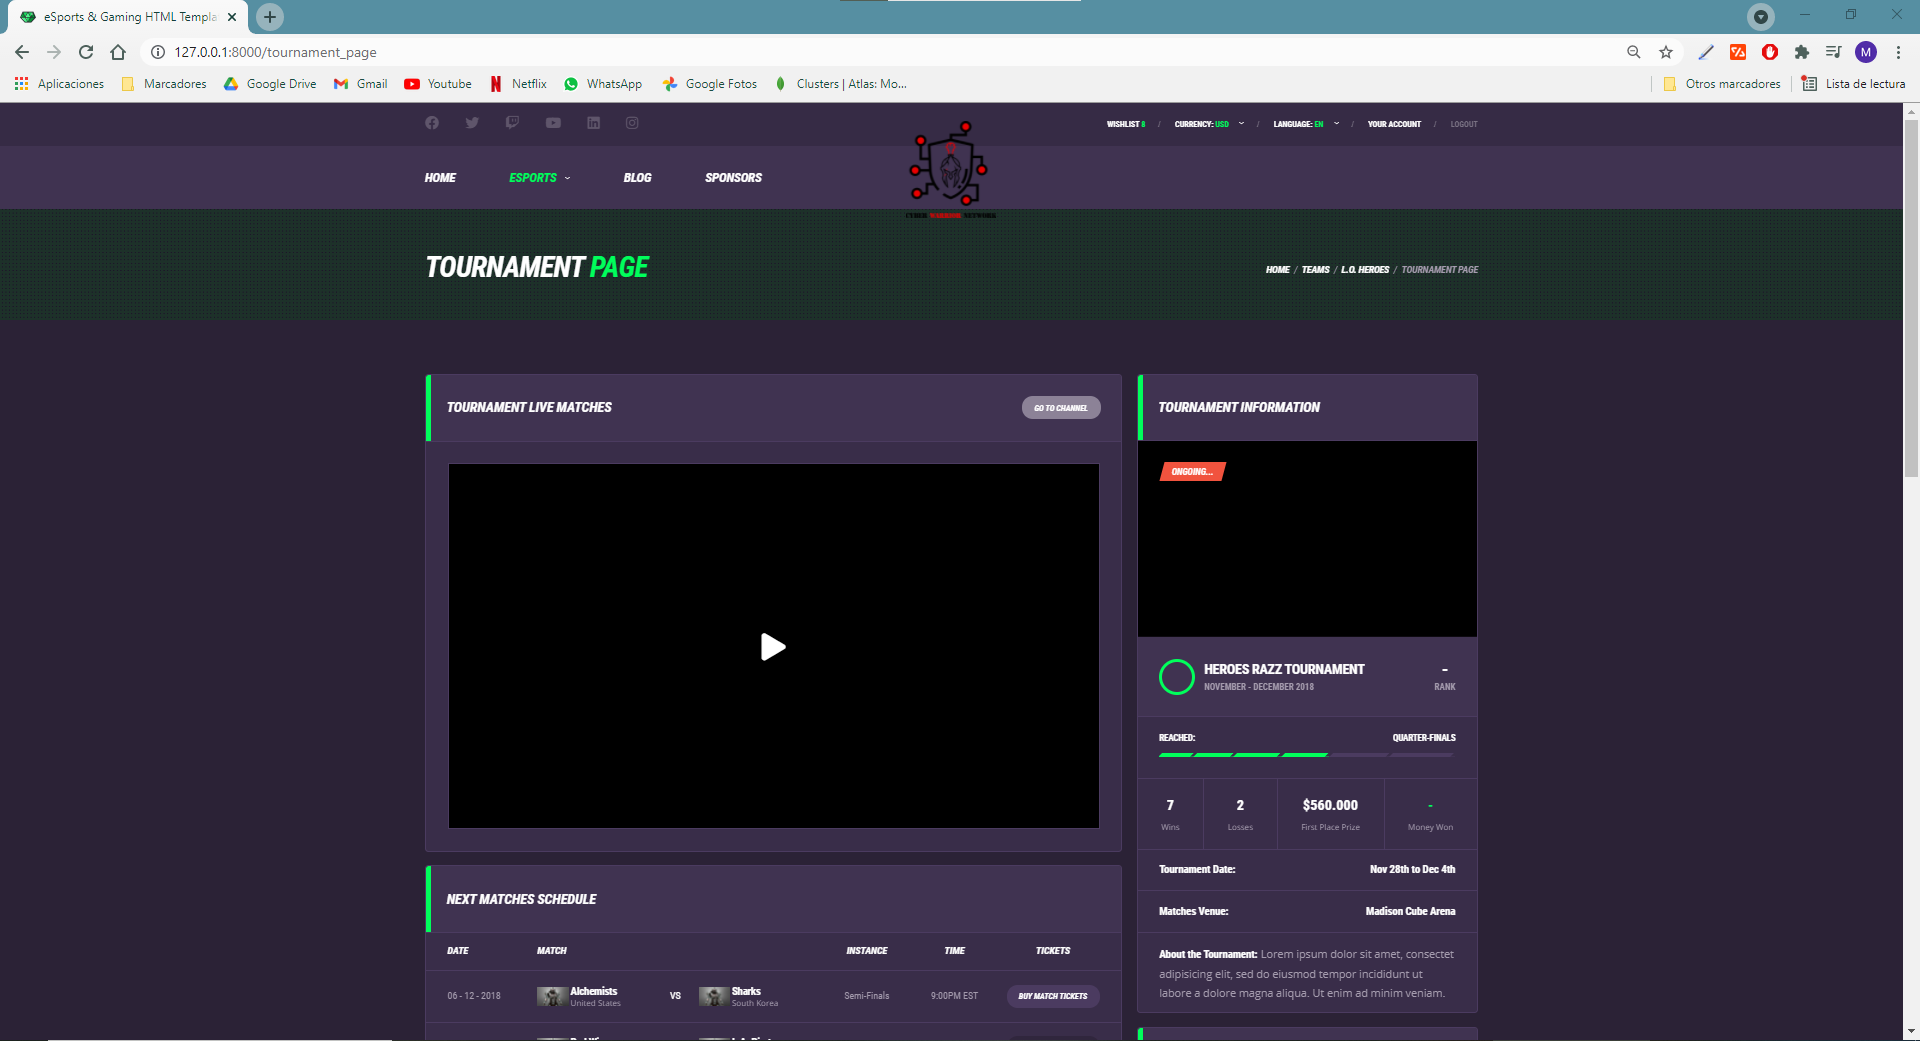 eSports & Gaming HTML Templa
127.0.0.1:8000/tournament_page
M
Aplicaciones Marcadores Google Drive Gmail Youtube Netflix WhatsApp Google Fotos Clusters | Atlas: Mo... Otros marcadores Lista de lectura
WISHLIST 8 / CURRENCY: USD / LANGUAGE: EN / YOUR ACCOUNT / LOGOUT
HOME ESPORTS BLOG SPONSORS
CYBER WARRIOR NETWORK
TOURNAMENT PAGE
HOME / TEAMS / L.O. HEROES / TOURNAMENT PAGE
TOURNAMENT LIVE MATCHES
GO TO CHANNEL
NEXT MATCHES SCHEDULE
DATE MATCH INSTANCE TIME TICKETS
06 - 12 - 2018 Alchemists VS Sharks Semi-Finals 9:00PM EST BUY MATCH TICKETS
United States South Korea
TOURNAMENT INFORMATION
ONGOING...
HEROES RAZZ TOURNAMENT -
NOVEMBER - DECEMBER 2018 RANK
REACHED: QUARTER-FINALS
7 2 $560.000 -
Wins Losses First Place Prize Money Won
Tournament Date: Nov 28th to Dec 4th
Matches Venue: Madison Cube Arena
About the Tournament: Lorem ipsum dolor sit amet, consectet
adipisicing elit, sed do eiusmod tempor incididunt ut
labore a dolore magna aliqua. Ut enim ad minim veniam.